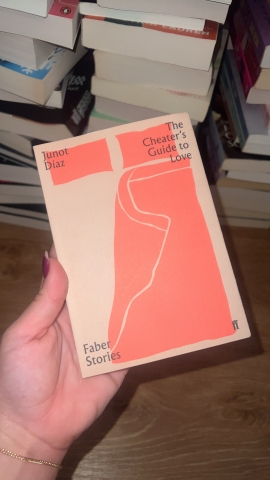 Junot
Díaz
The
Cheater's
Guide to
Love
Faber
Stories
ff